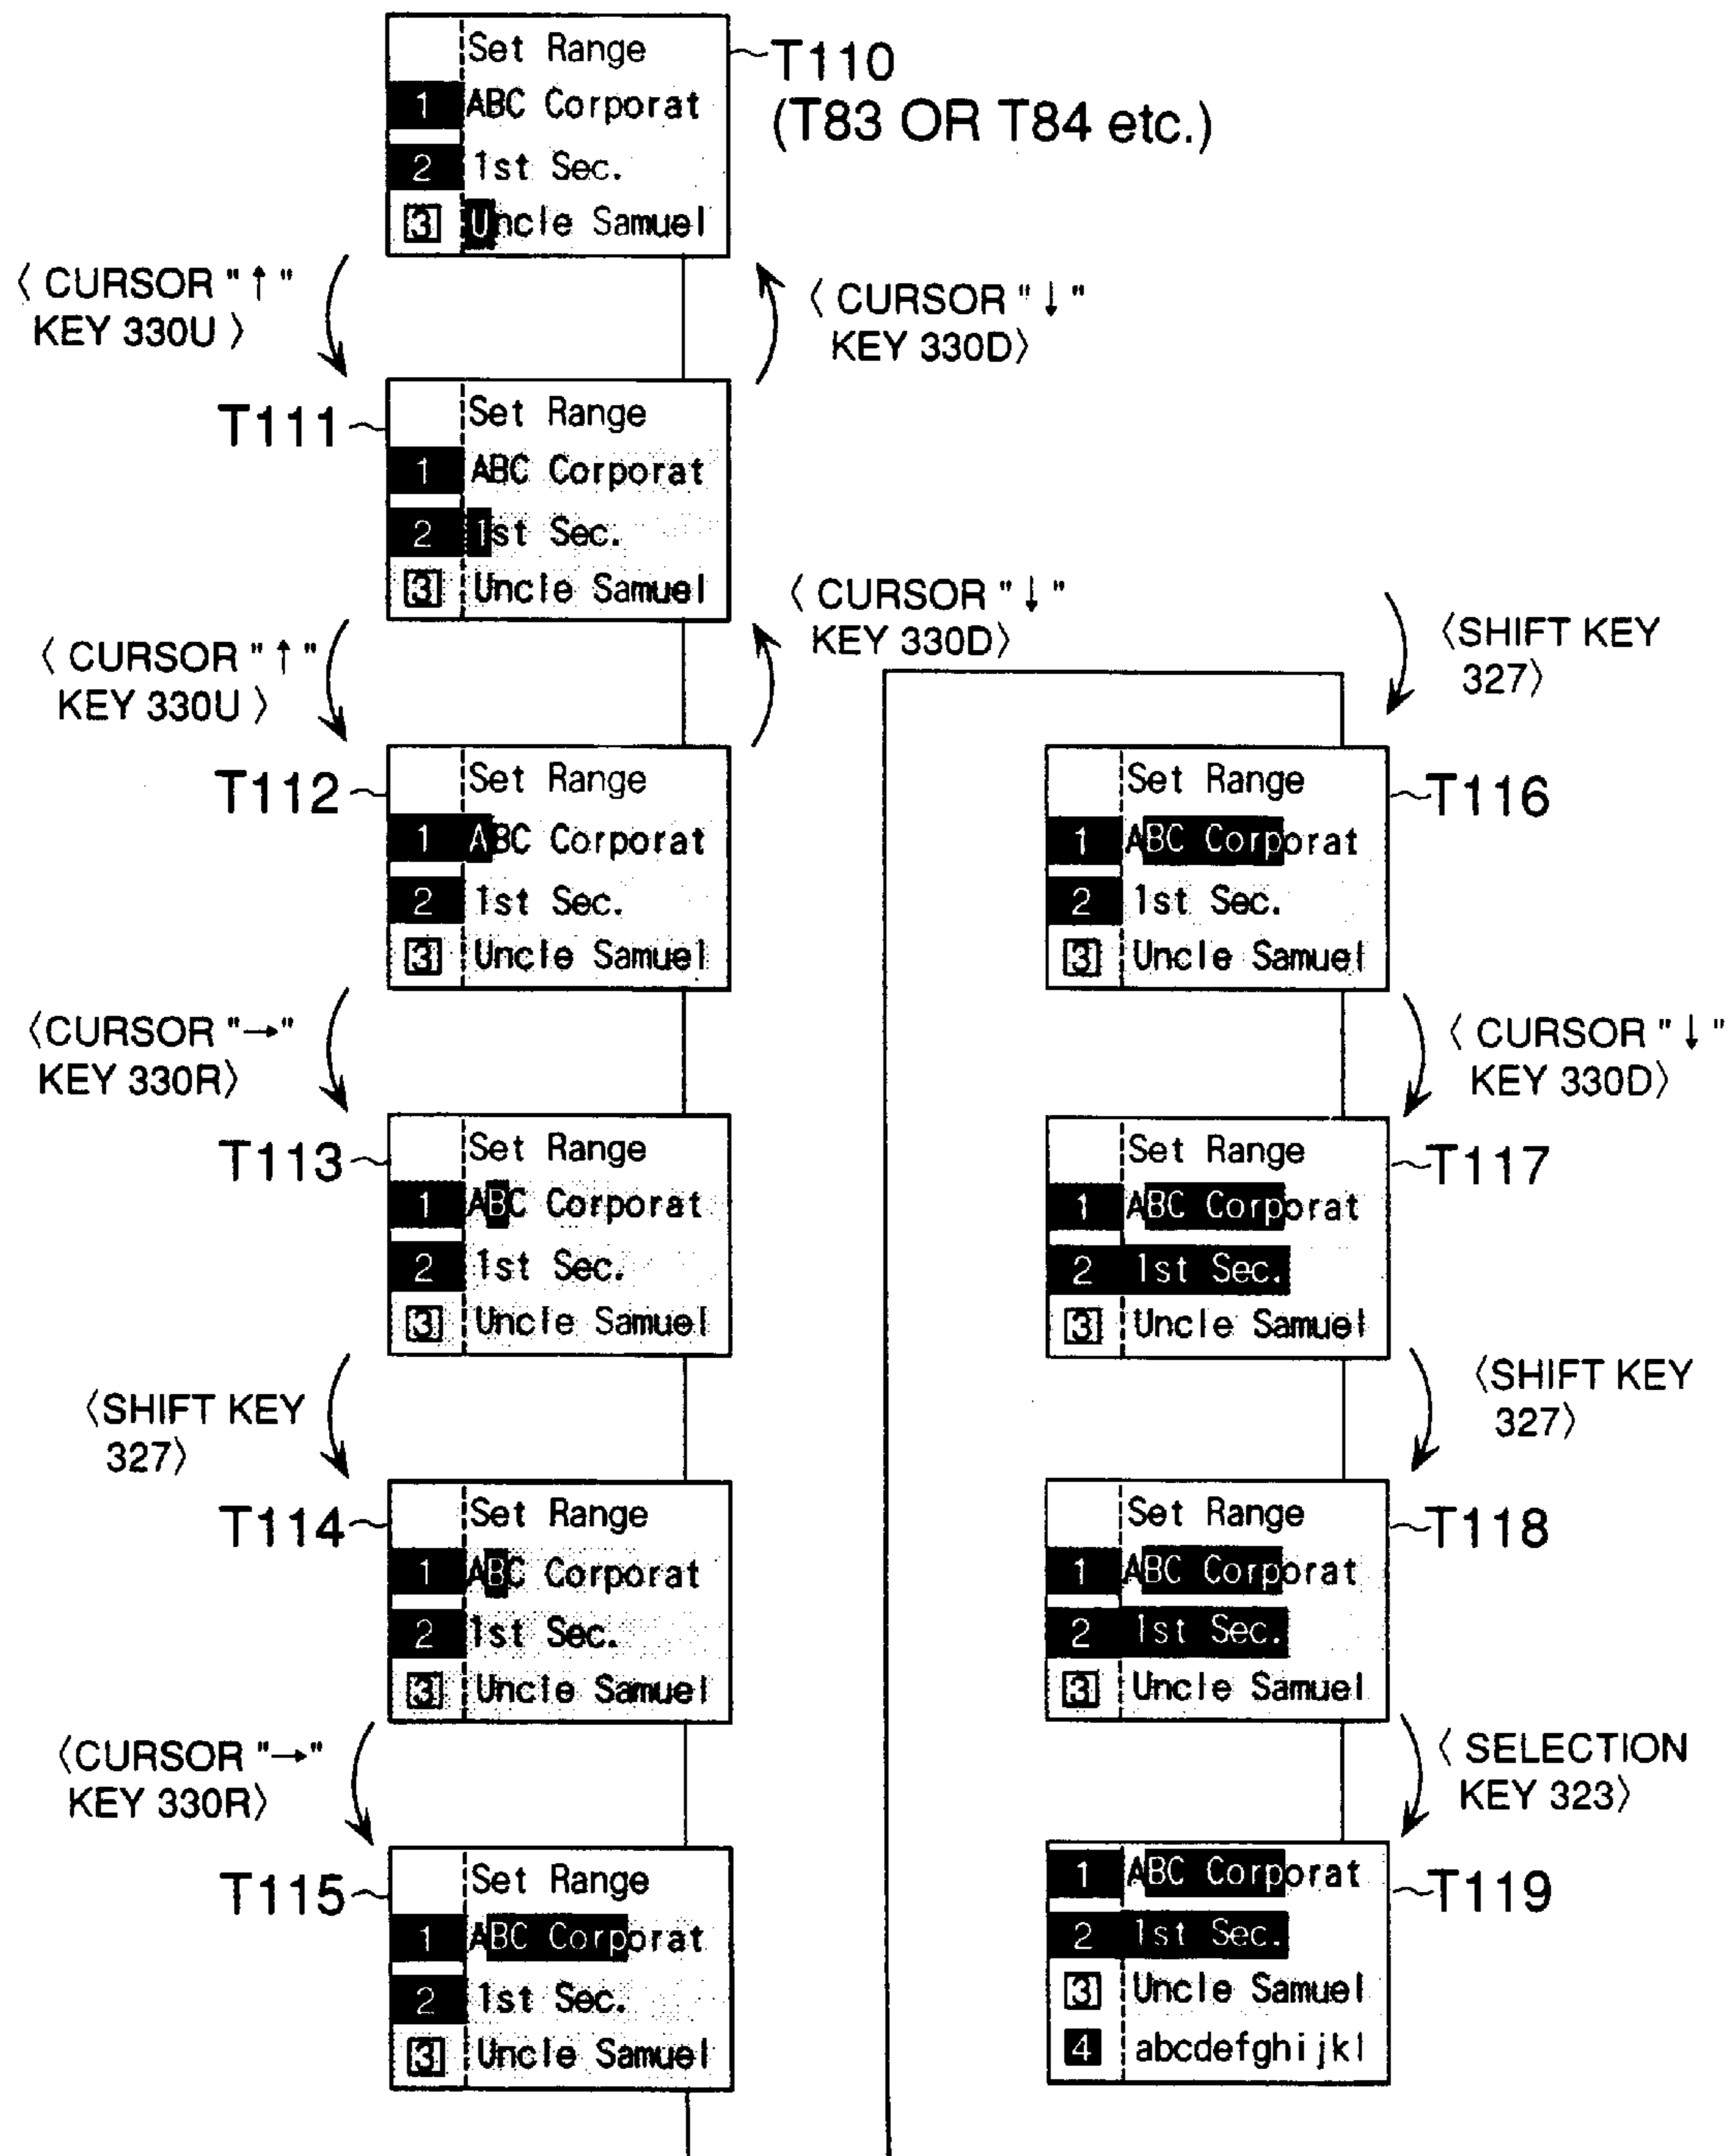 Set Range
1 ABC Corporat
2 1st Sec.
3 Uncle Samuel
T110
(T83 OR T84 etc.)
〈 CURSOR "↑"
KEY 330U 〉
〈 CURSOR "↓"
KEY 330D〉
T111
Set Range
1 ABC Corporat
2 1st Sec.
3 Uncle Samuel
〈 CURSOR "↑"
KEY 330U 〉
〈 CURSOR "↓"
KEY 330D〉
T112
Set Range
1 ABC Corporat
2 1st Sec.
3 Uncle Samuel
〈CURSOR "→"
KEY 330R〉
T113
Set Range
1 ABC Corporat
2 1st Sec.
3 Uncle Samuel
〈SHIFT KEY
327〉
T114
Set Range
1 ABC Corporat
2 1st Sec.
3 Uncle Samuel
〈CURSOR "→"
KEY 330R〉
T115
Set Range
1 ABC Corporat
2 1st Sec.
3 Uncle Samuel
〈SHIFT KEY
327〉
Set Range
1 ABC Corporat
2 1st Sec.
3 Uncle Samuel
T116
〈 CURSOR "↓"
KEY 330D〉
Set Range
1 ABC Corporat
2 1st Sec.
3 Uncle Samuel
T117
〈SHIFT KEY
327〉
Set Range
1 ABC Corporat
2 1st Sec.
3 Uncle Samuel
T118
〈 SELECTION
KEY 323〉
1 ABC Corporat
2 1st Sec.
3 Uncle Samuel
4 abcdefghijkl
T119